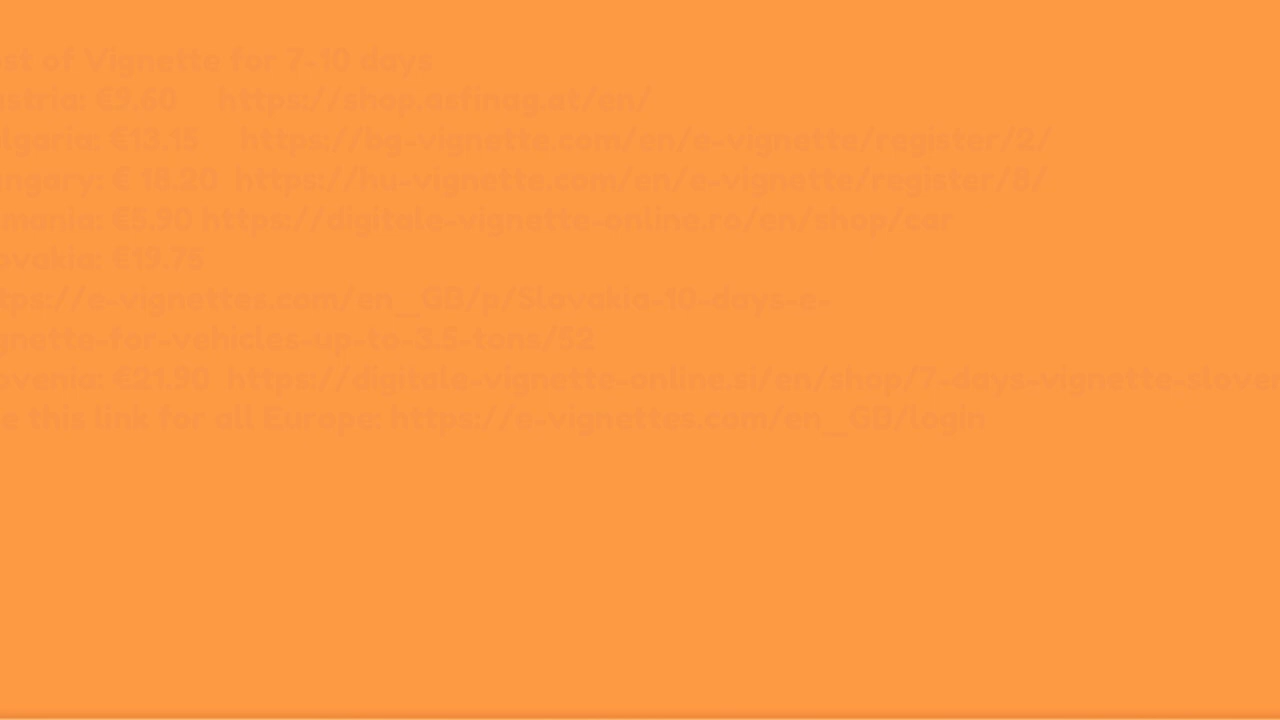 st of Vignette for 7-10 days
stria: €9.60 https://shop.asfinag.at/en/
lgaria: €13.15 https://bg-vignette.com/en/e-vignette/register/2/
ngary: € 18.20 https://hu-vignette.com/en/e-vignette/register/8/
mania: €5.90 https://digitale-vignette-online.ro/en/shop/car
ovakia: €19.75
tps://e-vignettes.com/en_GB/p/Slovakia-10-days-e-
gnette-for-vehicles-up-to-3.5-tons/52
ovenia: €21.90 https://digitale-vignette-online.si/en/shop/7-days-vignette-sloven
e this link for all Europe: https://e-vignettes.com/en_GB/login